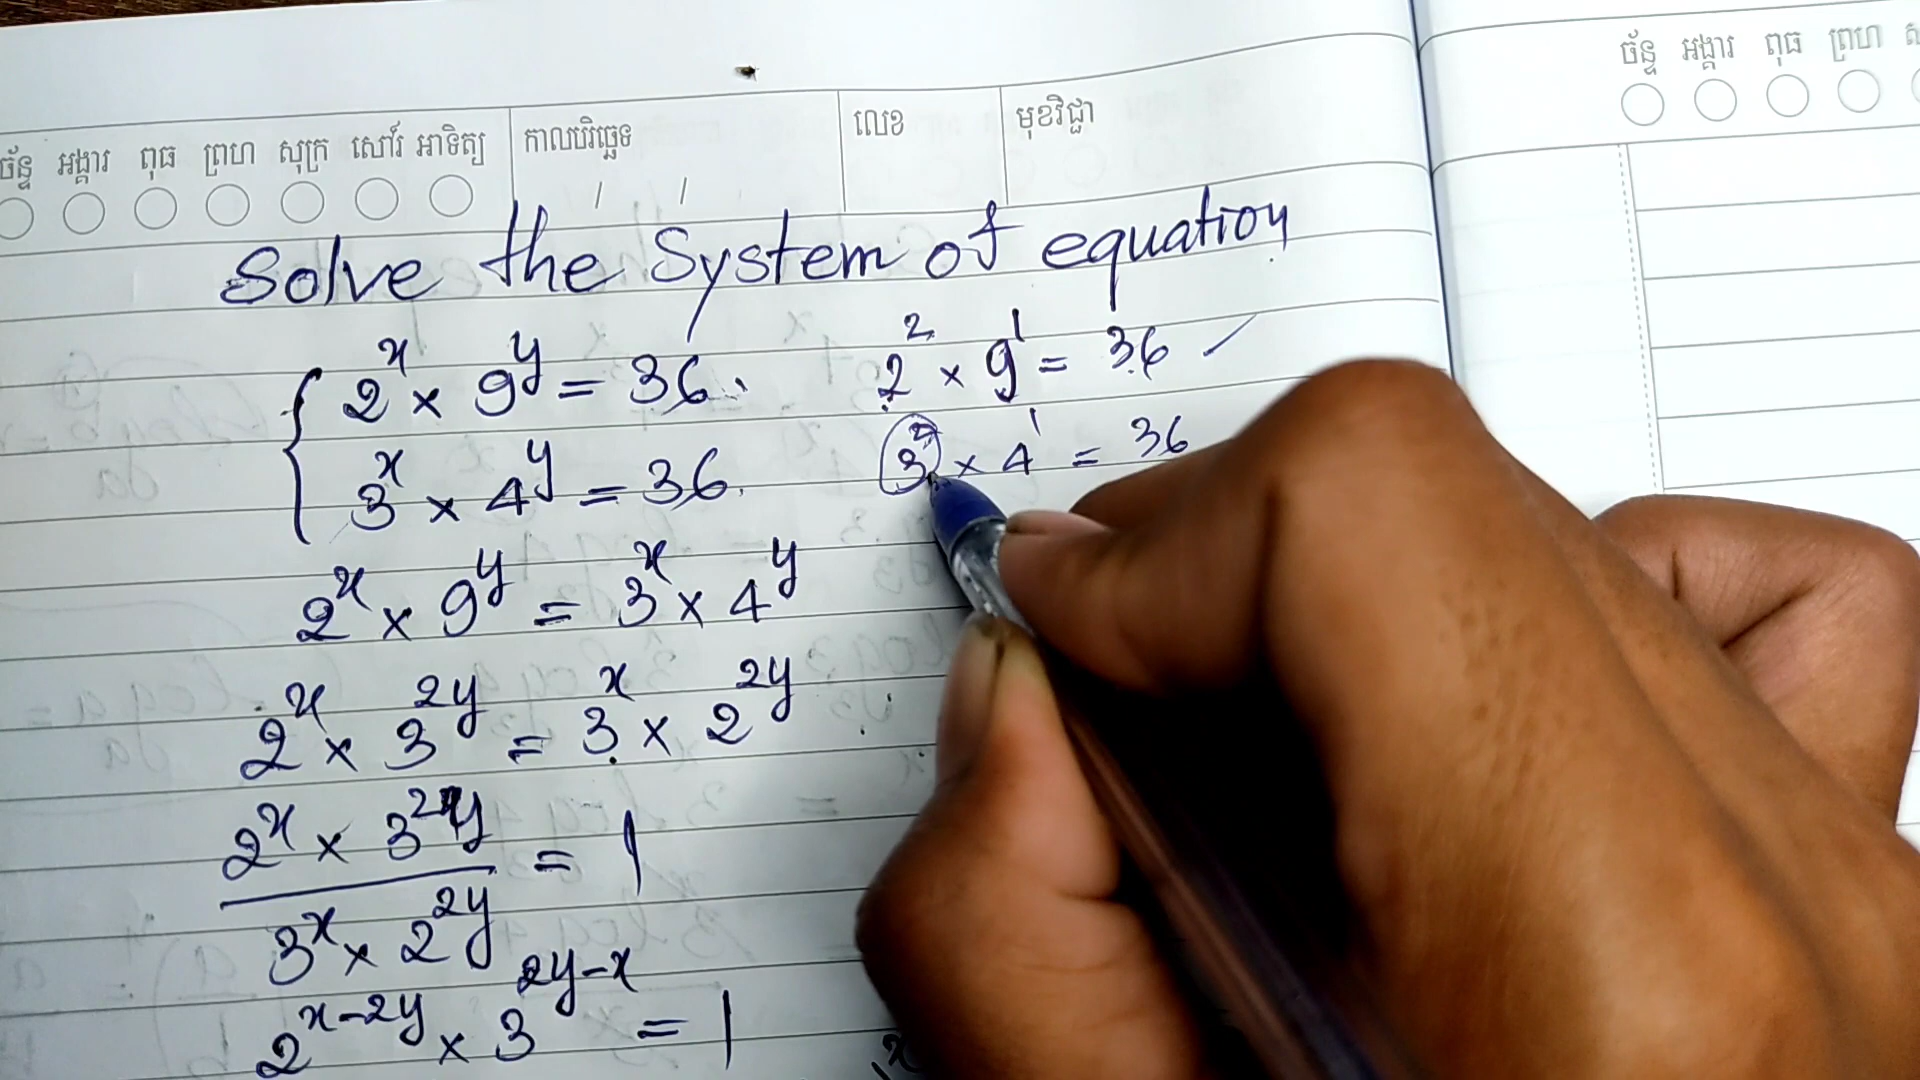 ច័ន្ទ អង្គារ ពុធ ព្រហ សុក្រ សៅរ៍ អាទិត្យ
កាលបរិច្ឆេទ
/ /
លេខ
មុខវិជ្ជា
ច័ន្ទ អង្គារ ពុធ ព្រហ
Solve the System of equation
2^x × 9^y = 36.
3^x × 4^y = 36.
2^x × 9^y = 3^x × 4^y
2^x × 3^2y = 3^x × 2^2y
2^x × 3^2y / 3^x × 2^2y = 1
2^x-2y × 3^2y-x = 1
2^2 × 9^1 = 36 ✓
3^2 × 4^1 = 36